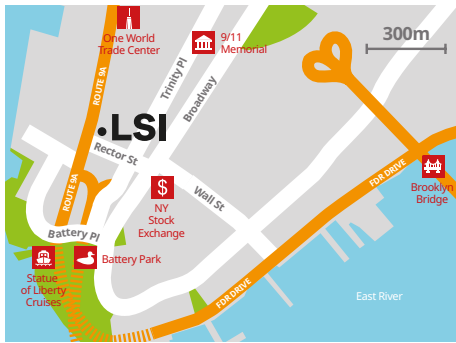 One World
Trade Center
9/11
Memorial
300m
ROUTE 9A
Trinity Pl
Broadway
LSI
Rector St
ROUTE 9A
$
NY
Stock
Exchange
Wall St
FDR DRIVE
Brooklyn
Bridge
Battery Pl
Battery Park
Statue
of Liberty
Cruises
FDR DRIVE
East River